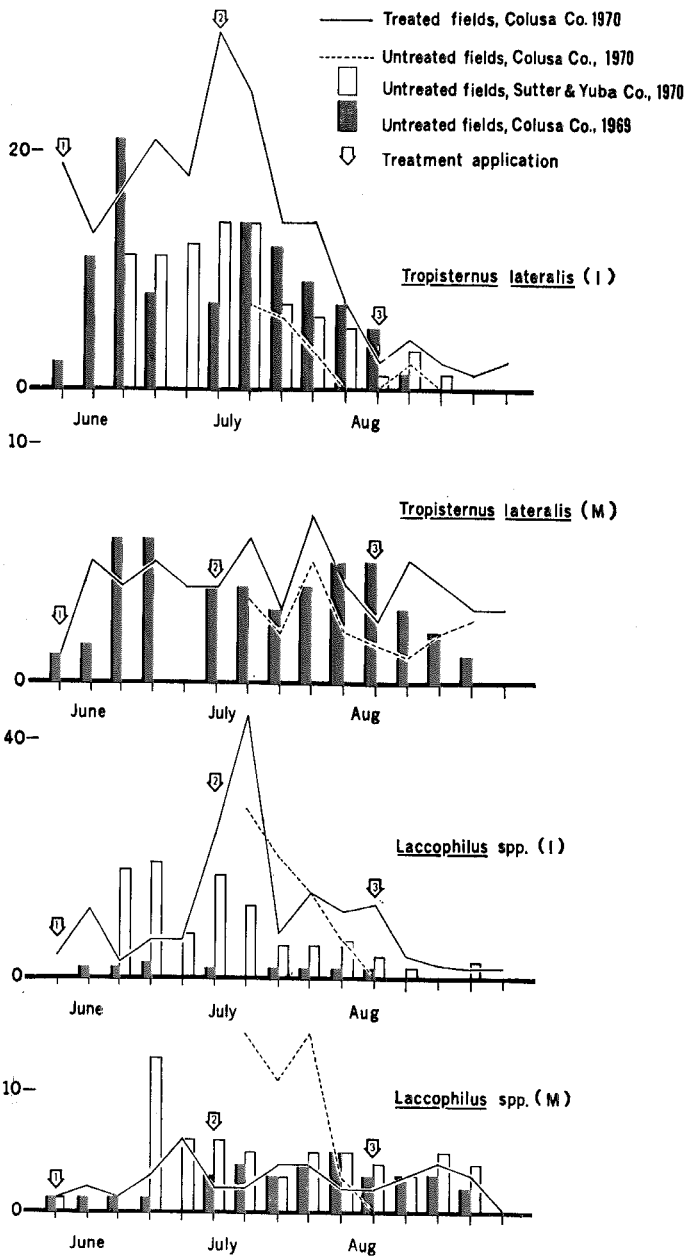 Treated fields, Colusa Co. 1970
Untreated fields, Colusa Co., 1970
Untreated fields, Sutter & Yuba Co., 1970
Untreated fields, Colusa Co., 1969
Treatment application
2
1
20-
3
Tropisternus lateralis (I)
0
June July Aug
10-
Tropisternus lateralis (M)
1
2
3
0
June July Aug
40-
2
Laccophilus spp. (I)
1
3
0
June July Aug
10-
Laccophilus spp. (M)
1
2
3
0
June July Aug